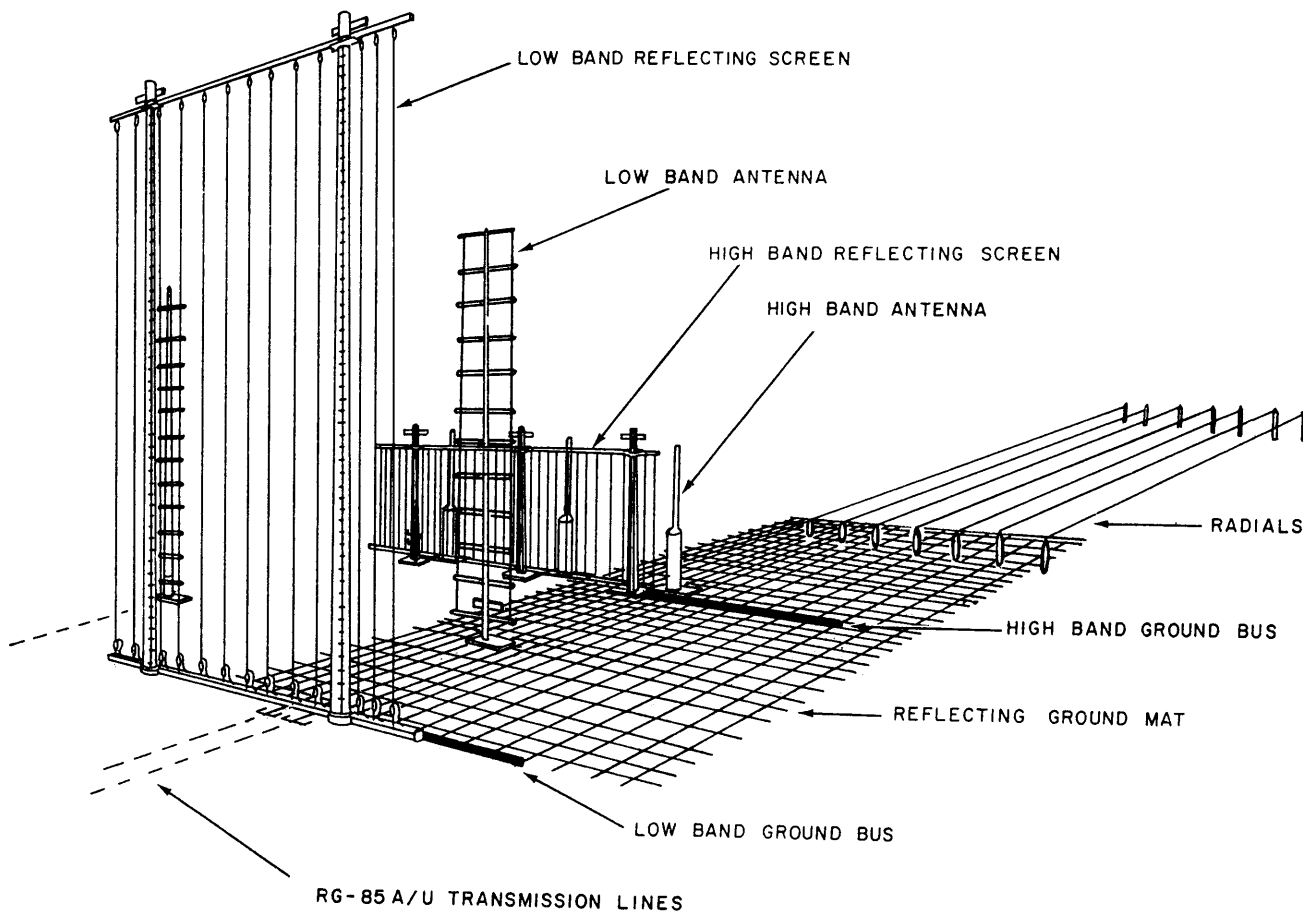 LOW BAND REFLECTING SCREEN
LOW BAND ANTENNA
HIGH BAND REFLECTING SCREEN
HIGH BAND ANTENNA
RADIALS
HIGH BAND GROUND BUS
REFLECTING GROUND MAT
LOW BAND GROUND BUS
RG-85 A/U TRANSMISSION LINES